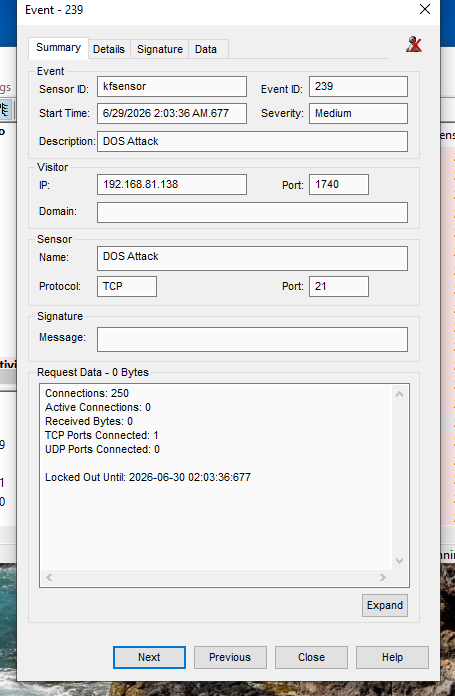 Event - 239
Summary Details Signature Data
Event
Sensor ID: kfsensor Event ID: 239
Start Time: 6/29/2026 2:03:36 AM.677 Severity: Medium
Description: DOS Attack
Visitor
IP: 192.168.81.138 Port: 1740
Domain:
Sensor
Name: DOS Attack
Protocol: TCP Port: 21
Signature
Message:
Request Data - 0 Bytes
Connections: 250
Active Connections: 0
Received Bytes: 0
TCP Ports Connected: 1
UDP Ports Connected: 0
Locked Out Until: 2026-06-30 02:03:36:677
Expand
Next Previous Close Help